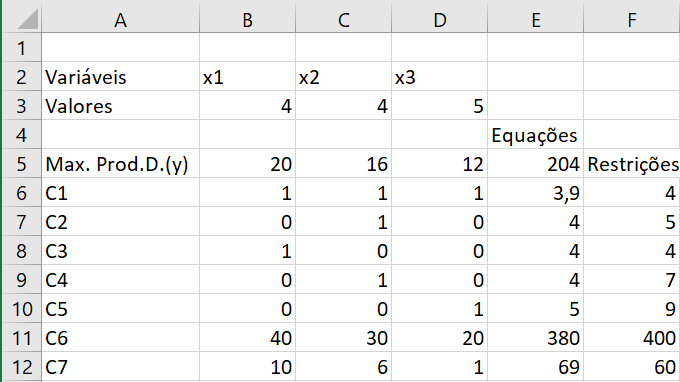 A B C D E F
1
2 Variáveis x1 x2 x3
3 Valores 4 4 5
4 Equações
5 Max. Prod.D.(y) 20 16 12 204 Restrições
6 C1 1 1 1 3,9 4
7 C2 0 1 0 4 5
8 C3 1 0 0 4 4
9 C4 0 1 0 4 7
10 C5 0 0 1 5 9
11 C6 40 30 20 380 400
12 C7 10 6 1 69 60